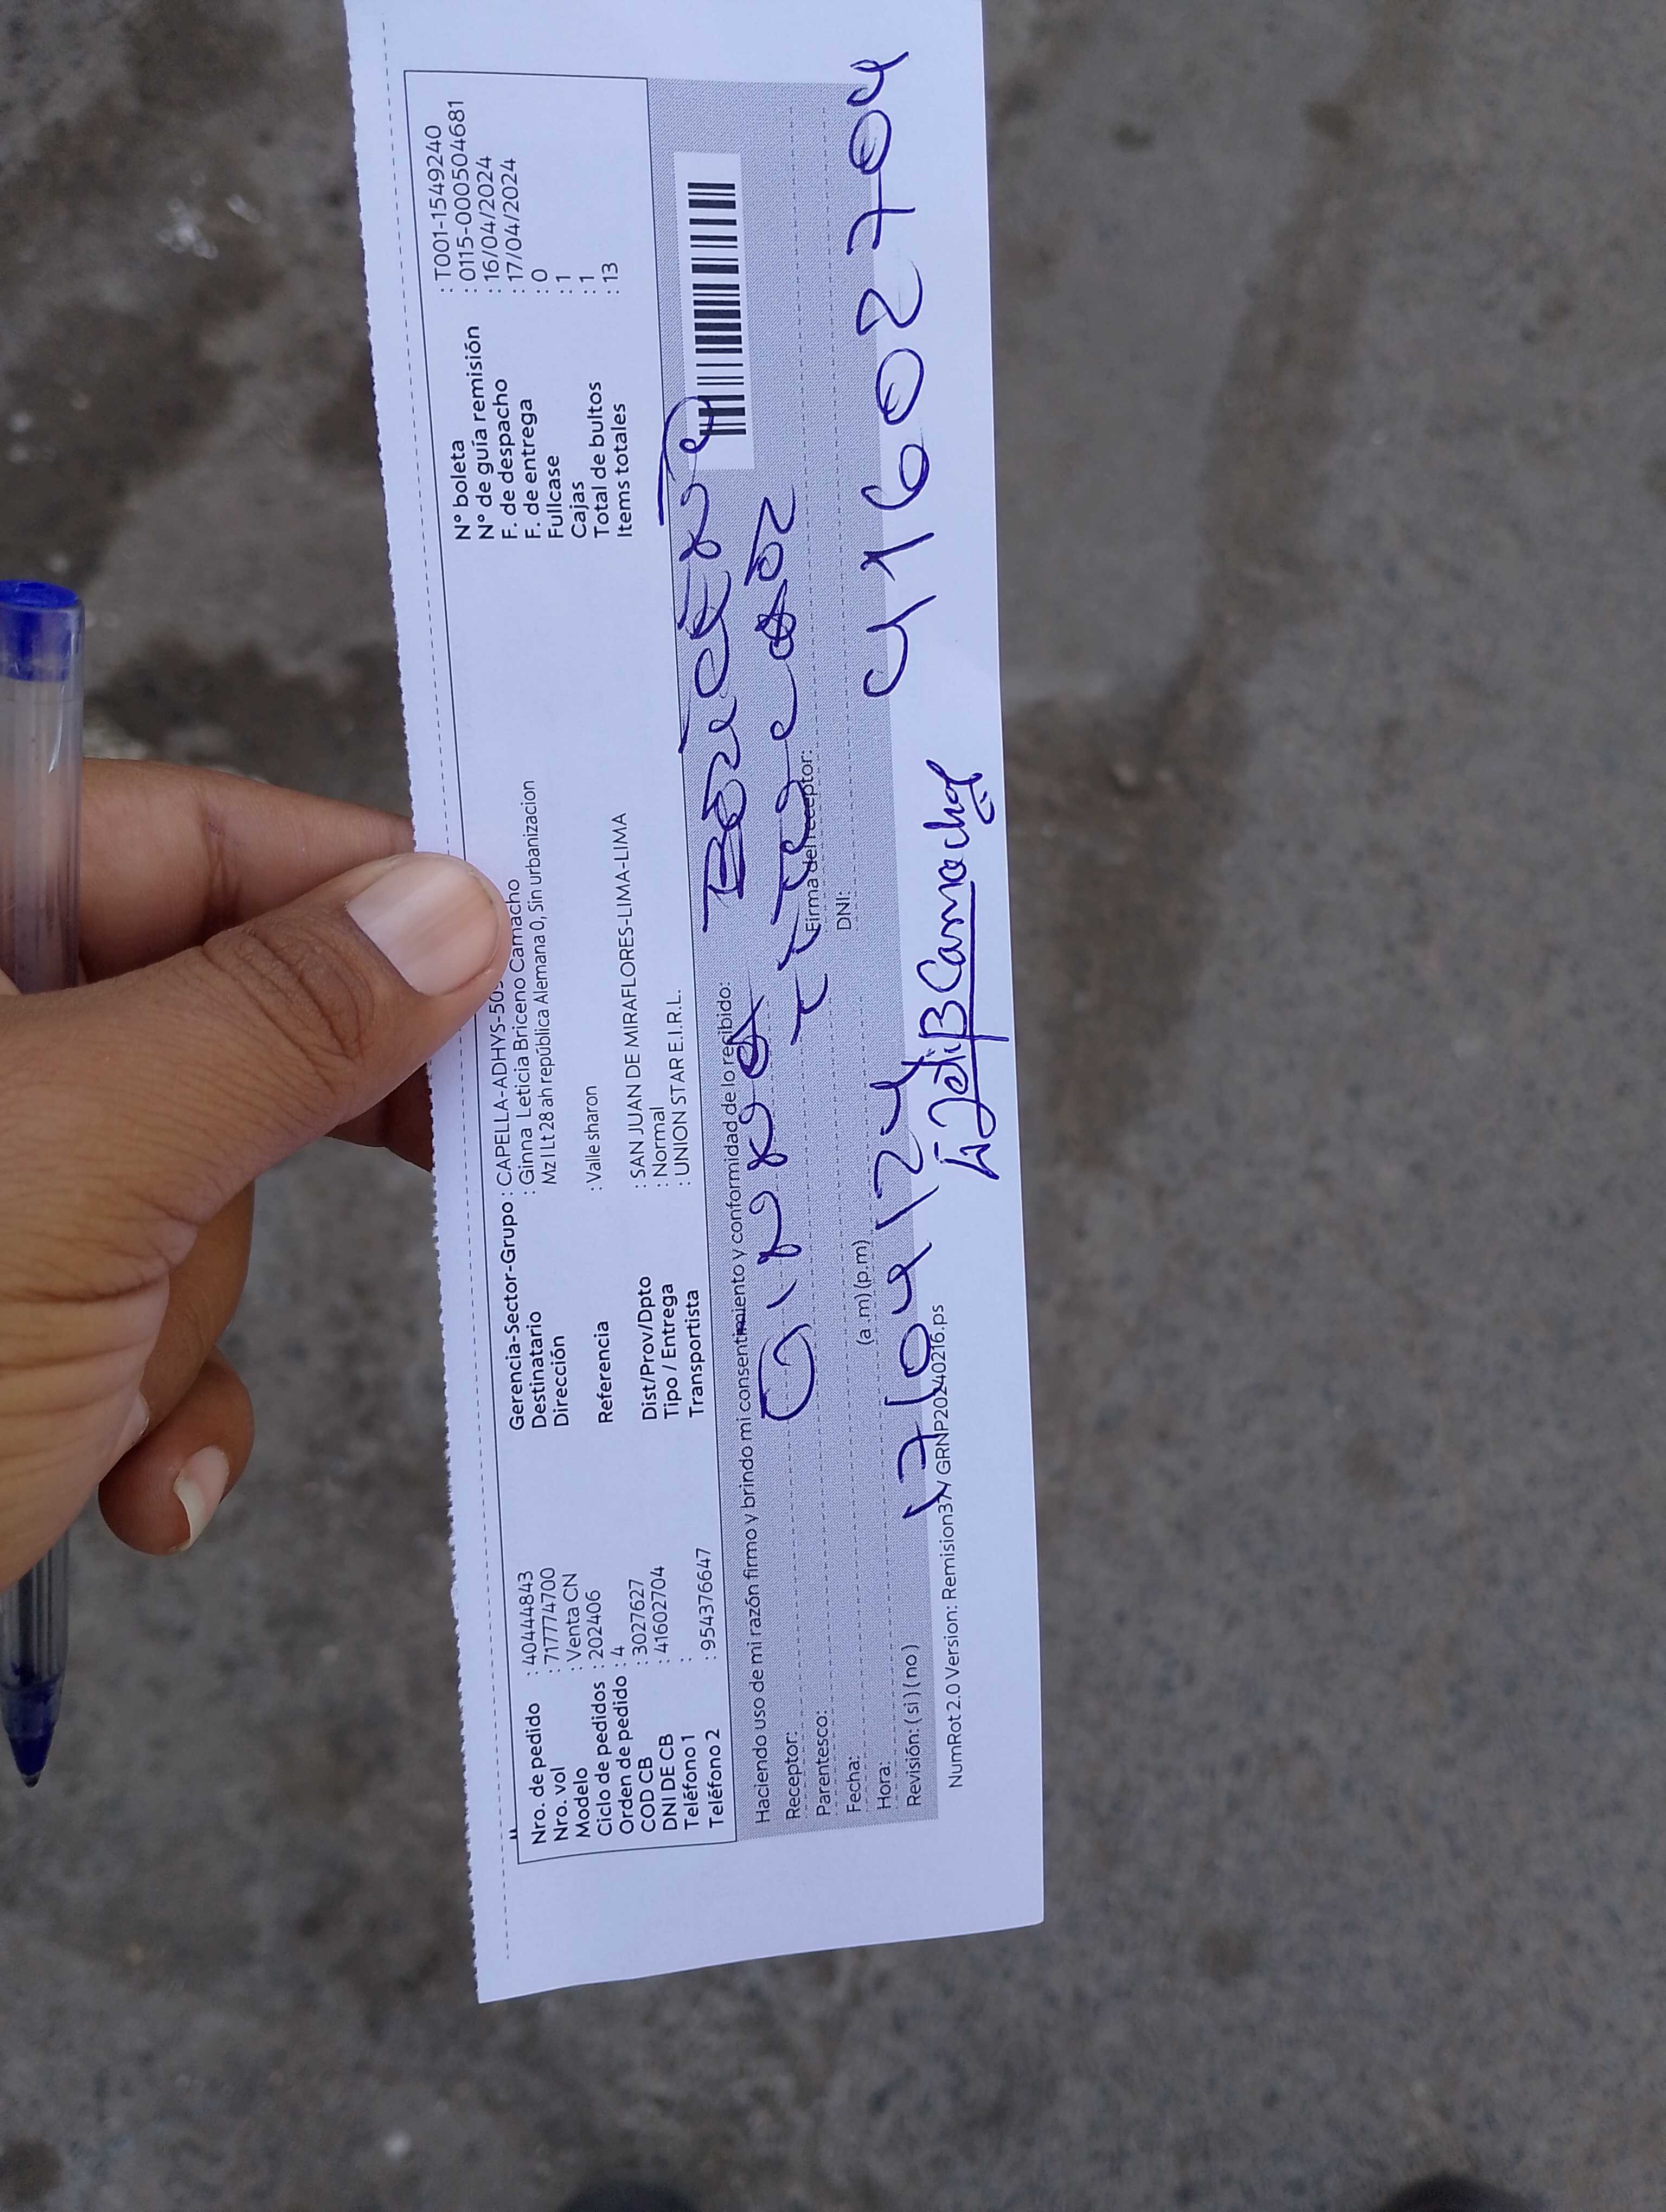 Nro. de pedido : 40444843
Nro. vol : 717774700
Modelo : Venta CN
Ciclo de pedidos : 202406
Orden de pedido : 4
COD CB : 3027627
DNI DE CB : 41602704
Teléfono 1 :
Teléfono 2 : 954376647
Gerencia-Sector-Grupo : CAPELLA-ADHYS-50
Destinatario : Ginna Leticia Briceno Camacho
Dirección Mz I Lt 28 ah república Alemana 0, Sin urbanizacion
Referencia : Valle sharon
Dist/Prov/Dpto : SAN JUAN DE MIRAFLORES-LIMA-LIMA
Tipo / Entrega : Normal
Transportista : UNION STAR E.I.R.L.
N° boleta : T001-1549240
N° de guía remisión : 0115-0000504681
F. de despacho : 16/04/2024
F. de entrega : 17/04/2024
Fullcase : 0
Cajas : 1
Total de bultos : 1
Items totales : 13
Haciendo uso de mi razón firmo y brindo mi consentimiento y conformidad de lo recibido:
Receptor: Ginna Briceño
Parentesco:
Fecha: 17/04/24
Hora: (a.m) (p.m)
Revisión: (si) (no)
Firma del receptor:
DNI: 41602704
Camacho
NumRot 2.0 Version: Remision37 / GRNP20240216.ps